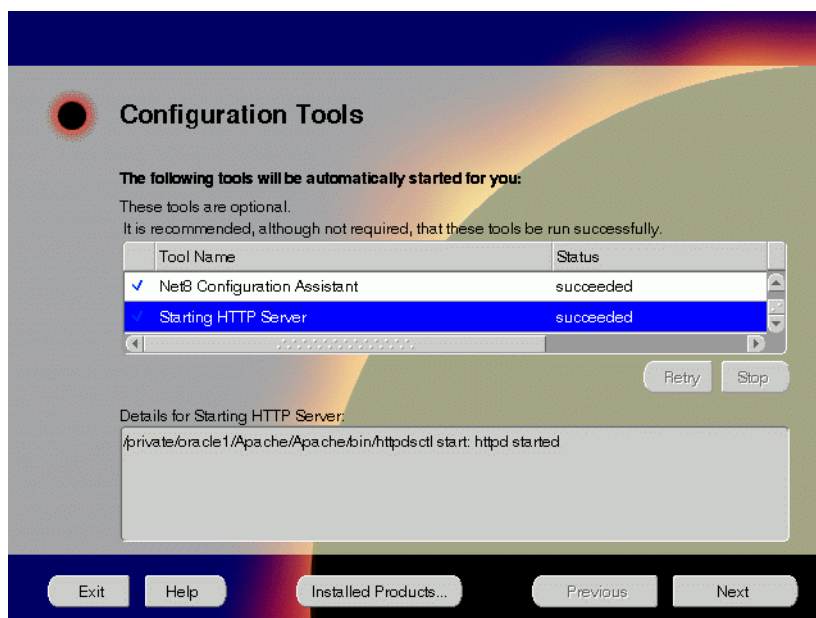 Configuration Tools
The following tools will be automatically started for you:
These tools are optional.
It is recommended, although not required, that these tools be run successfully.
Tool Name Status
Net8 Configuration Assistant succeeded
Starting HTTP Server succeeded
Retry Stop
Details for Starting HTTP Server:
/private/oracle1/Apache/Apache/bin/httpdsctl start: httpd started
Exit Help Installed Products... Previous Next